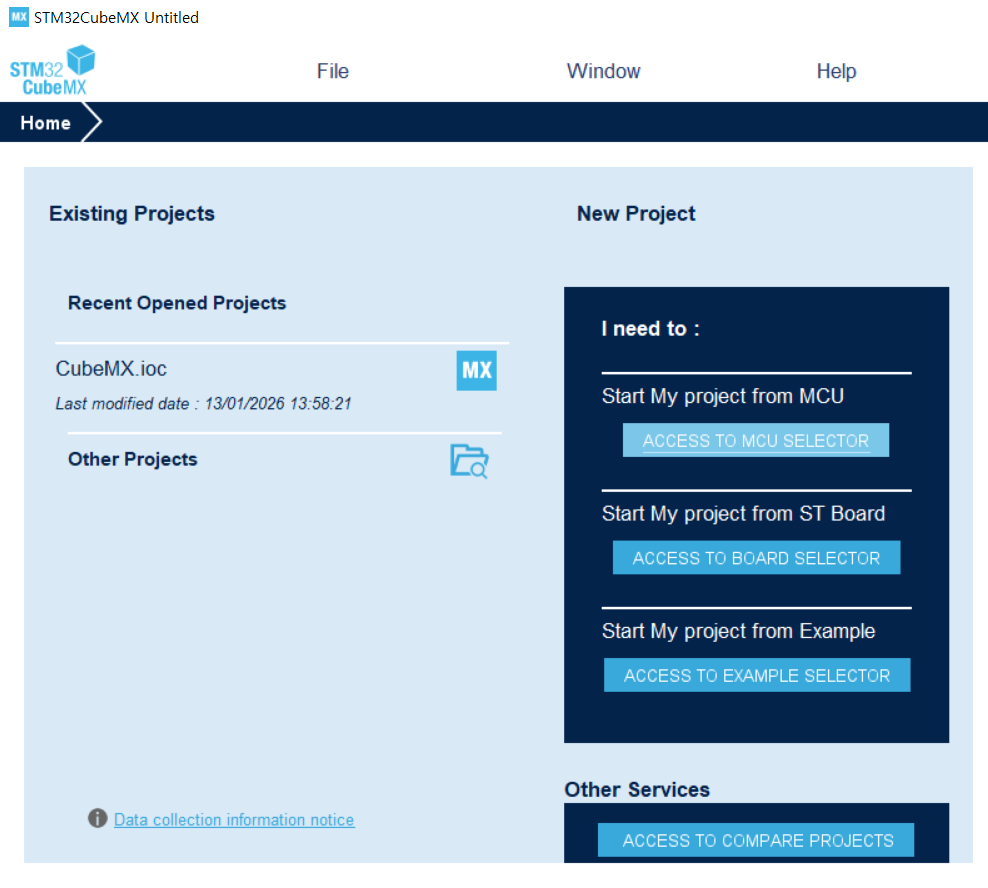 MX STM32CubeMX Untitled
STM32
CubeMX
File
Window
Help
Home
Existing Projects
Recent Opened Projects
CubeMX.ioc
MX
Last modified date : 13/01/2026 13:58:21
Other Projects
i Data collection information notice
New Project
I need to :
Start My project from MCU
ACCESS TO MCU SELECTOR
Start My project from ST Board
ACCESS TO BOARD SELECTOR
Start My project from Example
ACCESS TO EXAMPLE SELECTOR
Other Services
ACCESS TO COMPARE PROJECTS